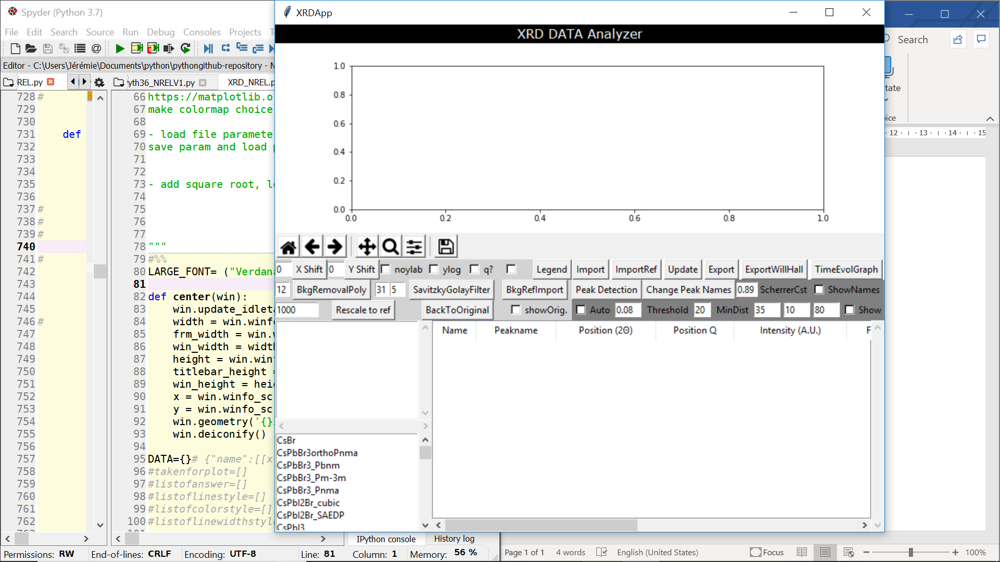 Spyder (Python 3.7)
File Edit Search Source Run Debug Consoles Projects
Editor - C:\Users\Jérémie\Documents\python\pythongithub-repository - N
REL.py
yth36_NRELV1.py
XRD_NREL.p
728 #
729
730
731 def
732
733
734
735
736
737 #
738 #
739 #
740
741 #
742
743
744
745
746 #
747
748
749
750
751
752
753
754
755
756
757
758
759
760
761
762
66 https://matplotlib.o
67 make colormap choice
68
69 - load file paramete
70 save param and load
71
72
73 - add square root, l
74
75
76
77
78 """
79 #%%
80 LARGE_FONT= ("Verdan
81
82 def center(win):
83 win.update_idleta
84 width = win.winf
85 frm_width = win.
86 win_width = widt
87 height = win.win
88 titlebar_height
89 win_height = hei
90 x = win.winfo_sc
91 y = win.winfo_sc
92 win.geometry('{}
93 win.deiconify()
94
95 DATA={}# {"name":[[x
96 #takenforplot=[]
97 #listofanswer=[]
98 #listoflinestyle=[]
99 #listofcolorstyle=[]
100 #listoflinewidthstyl
IPython console
History log
Permissions: RW End-of-lines: CRLF Encoding: UTF-8 Line: 81 Column: 1 Memory: 56 %
XRDApp
XRD DATA Analyzer
1.0
0.8
0.6
0.4
0.2
0.0
0.0 0.2 0.4 0.6 0.8 1.0
0 X Shift 0 Y Shift noylab ylog q? Legend Import ImportRef Update Export ExportWillHall TimeEvolGraph
12 BkgRemovalPoly 31 5 SavitzkyGolayFilter BkgRefImport Peak Detection Change Peak Names 0.89 ScherrerCst ShowNames
1000 Rescale to ref BackToOriginal showOrig. Auto 0.08 Threshold 20 MinDist 35 10 80 Show
Name Peakname Position (2Θ) Position Q Intensity (A.U.) F
CsBr
CsPbBr3orthoPnma
CsPbBr3_Pbnm
CsPbBr3_Pm-3m
CsPbBr3_Pnma
CsPbI2Br_cubic
CsPbI2Br_SAEDP
CsPbI3
Search
tate
ice
12 13 14 15
Page 1 of 1 4 words English (United States) Focus 100%